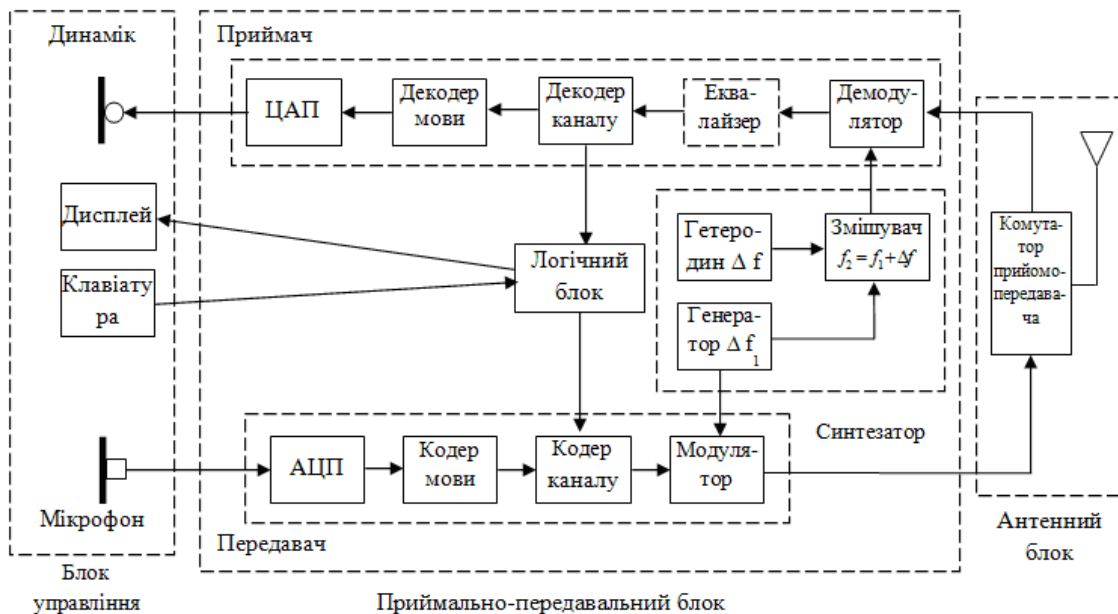 Динамік
Приймач
ЦАП
Декодер
мови
Декодер
каналу
Еква-
лайзер
Демоду-
лятор
Дисплей
Клавіату
ра
Логічний
блок
Гетеро-
дин Δ f
Змішувач
f₂ = f₁+Δf
Генера-
тор Δ f₁
Комута-
тор
прийомо-
передава-
ча
АЦП
Кодер
мови
Кодер
каналу
Модуля-
тор
Синтезатор
Мікрофон
Передавач
Антенний
блок
Блок
управління
Приймально-передавальний блок